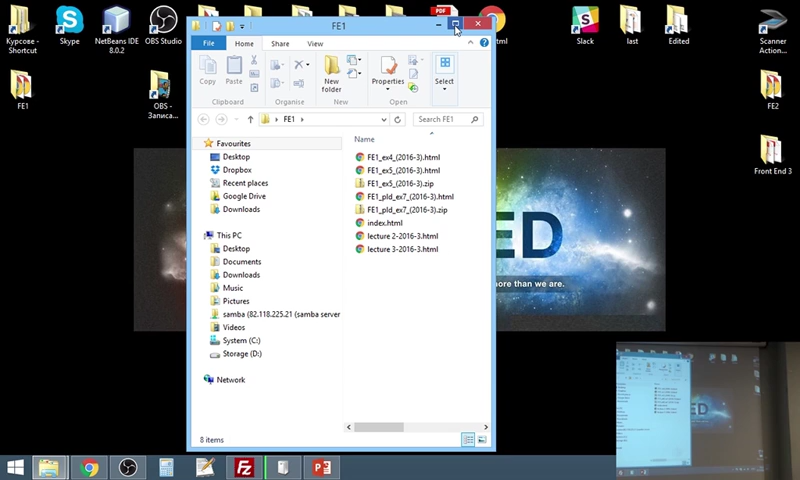 Курсове -
Shortcut
Skype
NetBeans IDE
8.0.2
OBS Studio
Slack
last
Edited
Scanner
Action...
FE1
OBS -
Записа...
FE2
Front End 3
FE1
File
Home
Share
View
Copy
Paste
New
folder
Properties
Select
Clipboard
Organise
New
Open
FE1
Search FE1
Favourites
Desktop
Dropbox
Recent places
Google Drive
Downloads
This PC
Desktop
Documents
Downloads
Music
Pictures
samba (82.118.225.21 (samba server
Videos
System (C:)
Storage (D:)
Network
Name
FE1_ex4_(2016-3).html
FE1_ex5_(2016-3).html
FE1_ex5_(2016-3).zip
FE1_pld_ex7_(2016-3).html
FE1_pld_ex7_(2016-3).zip
index.html
lecture 2-2016-3.html
lecture 3-2016-3.html
8 items
PDF
ED
more than we are.